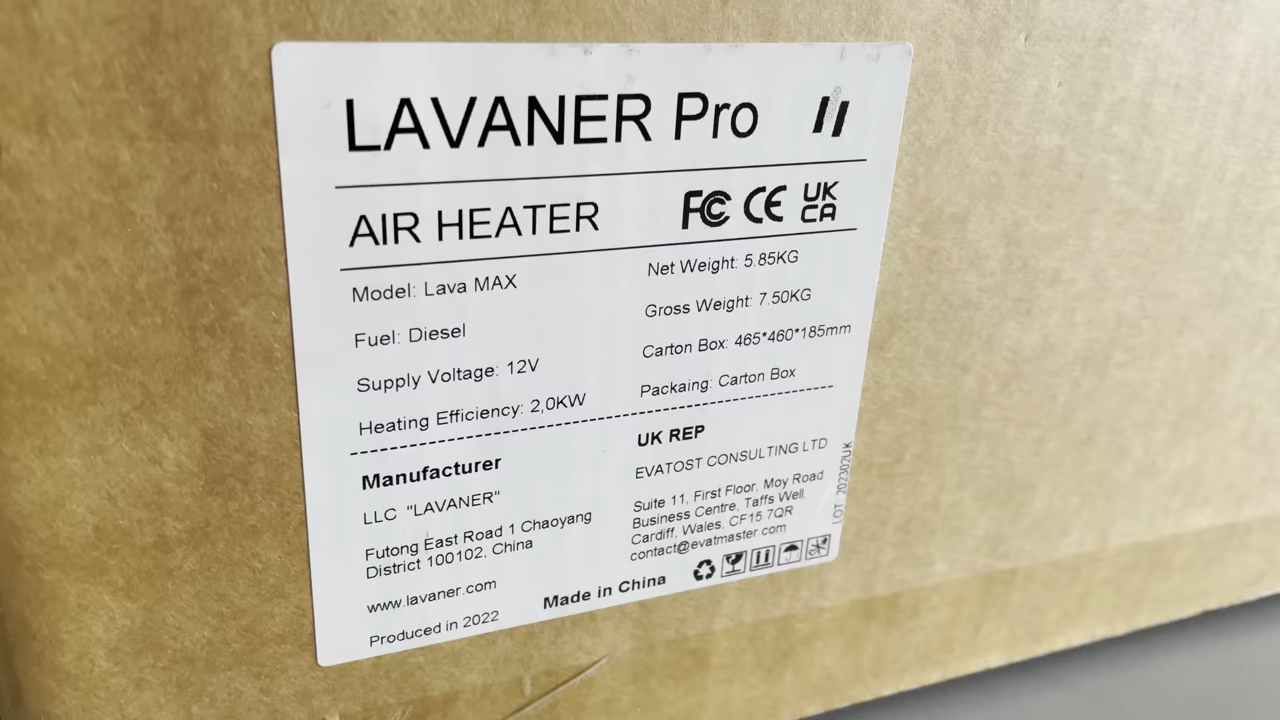 LAVANER Pro
AIR HEATER
FC CE UK CA
Model: Lava MAX
Fuel: Diesel
Supply Voltage: 12V
Heating Efficiency: 2,0KW
Net Weight: 5.85KG
Gross Weight: 7.50KG
Carton Box: 465*460*185mm
Packaing: Carton Box
Manufacturer
LLC "LAVANER"
Futong East Road 1 Chaoyang
District 100102, China
www.lavaner.com
Produced in 2022
UK REP
EVATOST CONSULTING LTD
Suite 11, First Floor, Moy Road
Business Centre, Taffs Well,
Cardiff, Wales, CF15 7QR
contact@evatmaster com
Made in China
LOT 202302UK